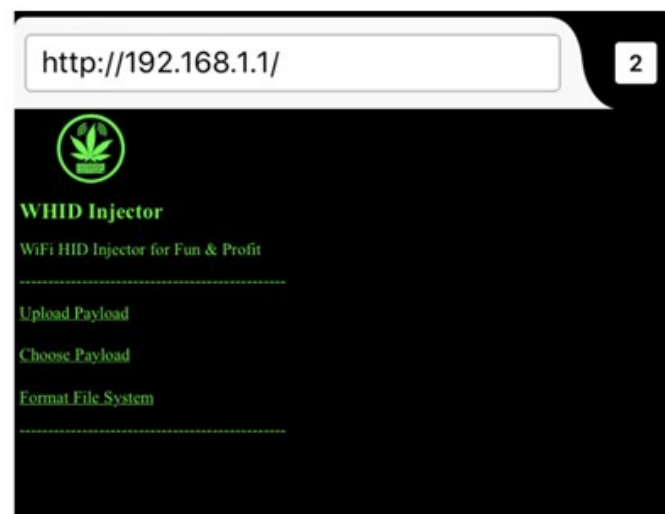 http://192.168.1.1/
2
WHID Injector
WiFi HID Injector for Fun & Profit
------------------------------------------------
Upload Payload
Choose Payload
Format File System
------------------------------------------------